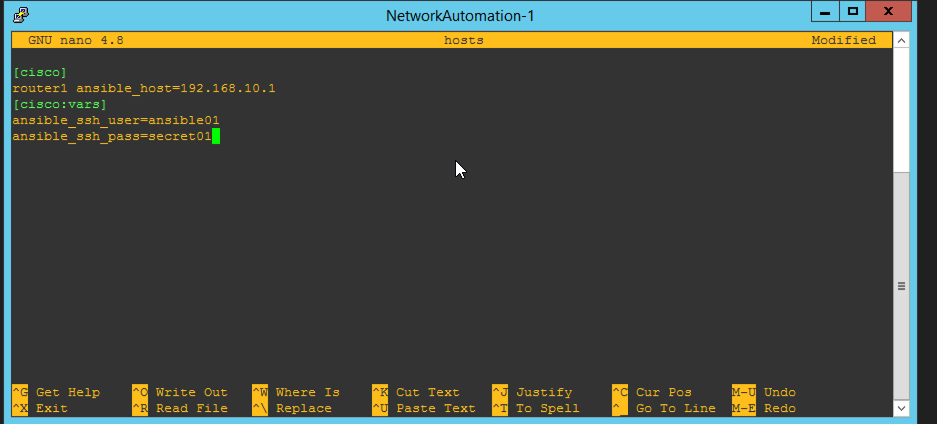 NetworkAutomation-1
GNU nano 4.8 hosts Modified
[cisco]
router1 ansible_host=192.168.10.1
[cisco:vars]
ansible_ssh_user=ansible01
ansible_ssh_pass=secret01
^G Get Help ^O Write Out ^W Where Is ^K Cut Text ^J Justify ^C Cur Pos M-U Undo
^X Exit ^R Read File ^\ Replace ^U Paste Text ^T To Spell ^_ Go To Line M-E Redo